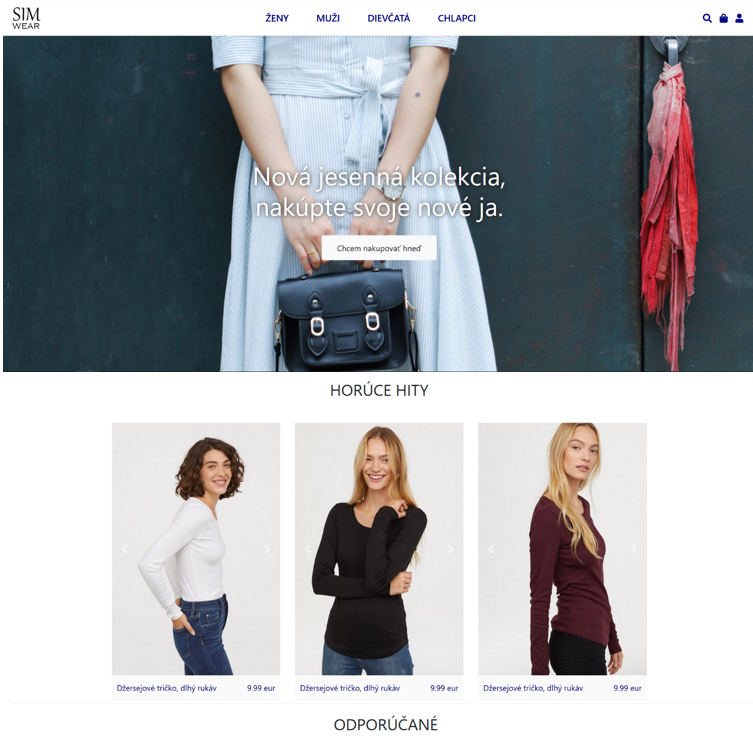 SIM
WEAR
ŽENY MUŽI DIEVČATÁ CHLAPCI
Nová jesenná kolekcia,
nakúpte svoje nové ja.
Chcem nakupovať hneď
HORÚCE HITY
Džersejové tričko, dlhý rukáv 9.99 eur
Džersejové tričko, dlhý rukáv 9.99 eur
Džersejové tričko, dlhý rukáv 9.99 eur
ODPORÚČANÉ